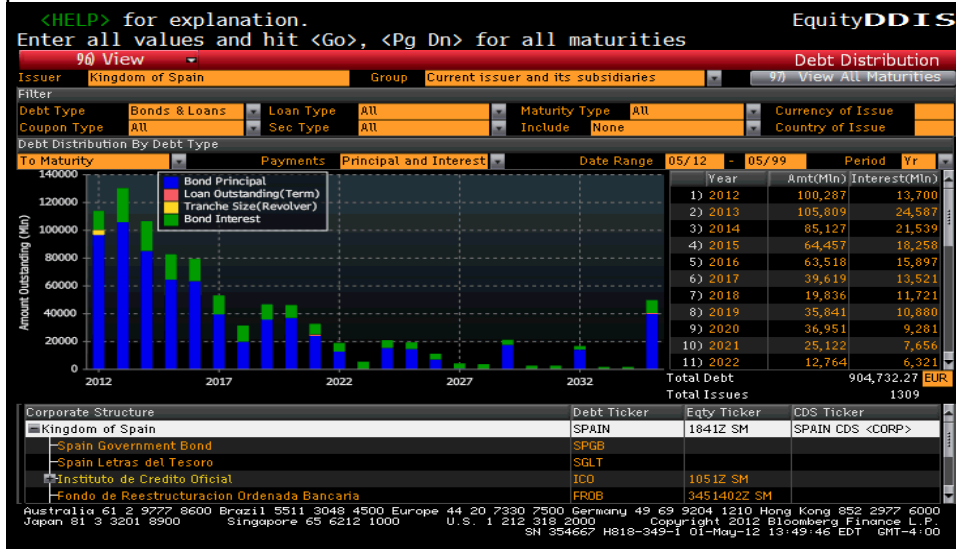 <HELP> for explanation. EquityDDIS
Enter all values and hit <Go>, <Pg Dn> for all maturities
96) View Debt Distribution
Issuer Kingdom of Spain Group Current issuer and its subsidiaries 97) View All Maturities
Filter
Debt Type Bonds & Loans Loan Type All Maturity Type All Currency of Issue
Coupon Type All Sec Type All Include None Country of Issue
Debt Distribution By Debt Type
To Maturity Payments Principal and Interest Date Range 05/12 - 05/99 Period Yr
Amount Outstanding (Mln)
140000
120000
100000
80000
60000
40000
20000
0
2012 2017 2022 2027 2032
Bond Principal
Loan Outstanding(Term)
Tranche Size(Revolver)
Bond Interest
Year Amt(Mln) Interest(Mln)
1) 2012 100,287 13,700
2) 2013 105,809 24,587
3) 2014 85,127 21,539
4) 2015 64,457 18,258
5) 2016 63,518 15,897
6) 2017 39,619 13,521
7) 2018 19,836 11,721
8) 2019 35,841 10,880
9) 2020 36,951 9,281
10) 2021 25,122 7,656
11) 2022 12,764 6,321
Total Debt 904,732.27 EUR
Total Issues 1309
Corporate Structure Debt Ticker Eqty Ticker CDS Ticker
Kingdom of Spain SPAIN 1841Z SM SPAIN CDS <CORP>
Spain Government Bond SPGB
Spain Letras del Tesoro SGLT
Instituto de Credito Oficial ICO 1051Z SM
Fondo de Reestructuracion Ordenada Bancaria FROB 3451402Z SM
Australia 61 2 9777 8600 Brazil 5511 3048 4500 Europe 44 20 7330 7500 Germany 49 69 9204 1210 Hong Kong 852 2977 6000
Japan 81 3 3201 8900 Singapore 65 6212 1000 U.S. 1 212 318 2000 Copyright 2012 Bloomberg Finance L.P.
SN 354667 H818-349-1 01-May-12 13:49:46 EDT GMT-4:00